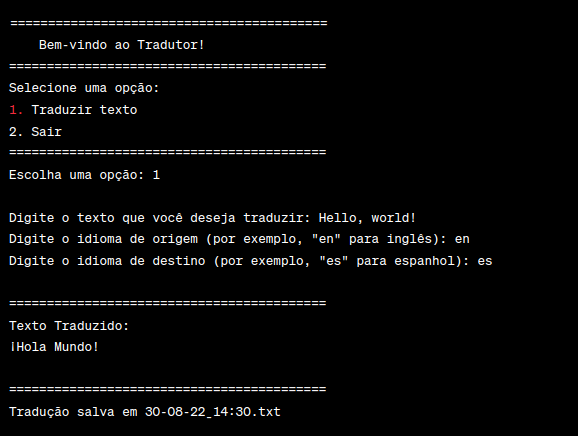 ==========================================
Bem-vindo ao Tradutor!
==========================================
Selecione uma opção:
1. Traduzir texto
2. Sair
==========================================
Escolha uma opção: 1
Digite o texto que você deseja traduzir: Hello, world!
Digite o idioma de origem (por exemplo, "en" para inglês): en
Digite o idioma de destino (por exemplo, "es" para espanhol): es
==========================================
Texto Traduzido:
¡Hola Mundo!
==========================================
Tradução salva em 30-08-22_14:30.txt